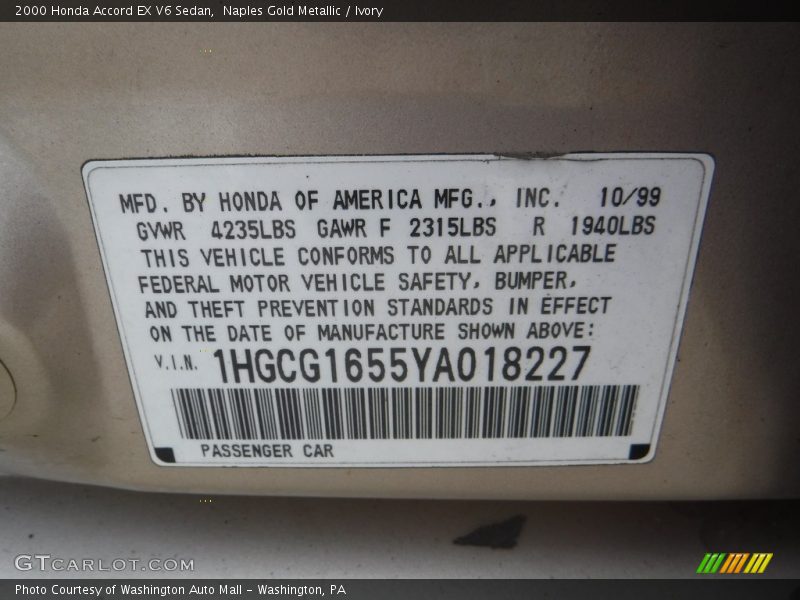 2000 Honda Accord EX V6 Sedan,  Naples Gold Metallic / Ivory
MFD. BY HONDA OF AMERICA MFG., INC. 10/99
GVWR 4235LBS GAWR F 2315LBS R 1940LBS
THIS VEHICLE CONFORMS TO ALL APPLICABLE
FEDERAL MOTOR VEHICLE SAFETY, BUMPER,
AND THEFT PREVENTION STANDARDS IN EFFECT
ON THE DATE OF MANUFACTURE SHOWN ABOVE:
V.I.N. 1HGCG1655YA018227
PASSENGER CAR
GTCARLOT.COM
Photo Courtesy of Washington Auto Mall - Washington, PA